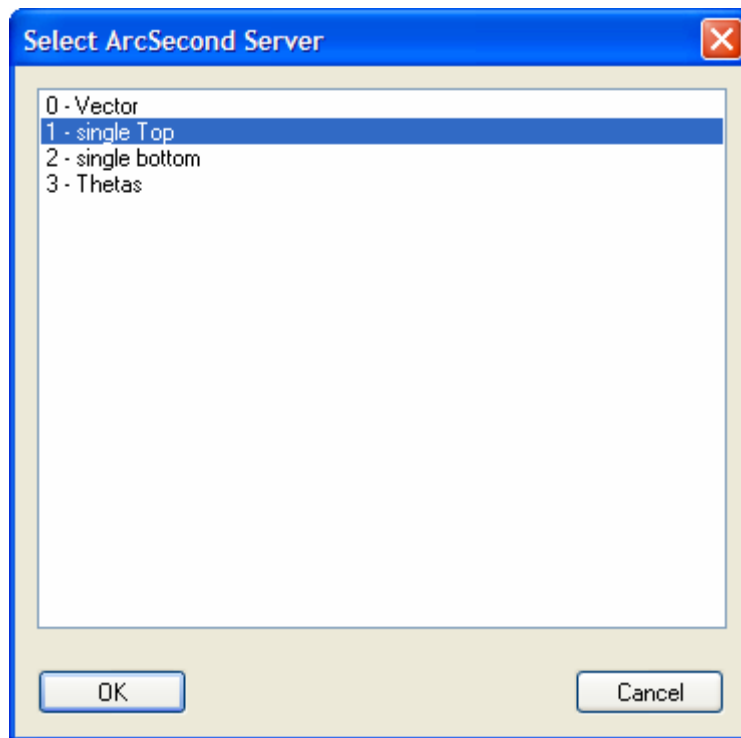 Select ArcSecond Server
0 - Vector
1 - single Top
2 - single bottom
3 - Thetas
OK
Cancel